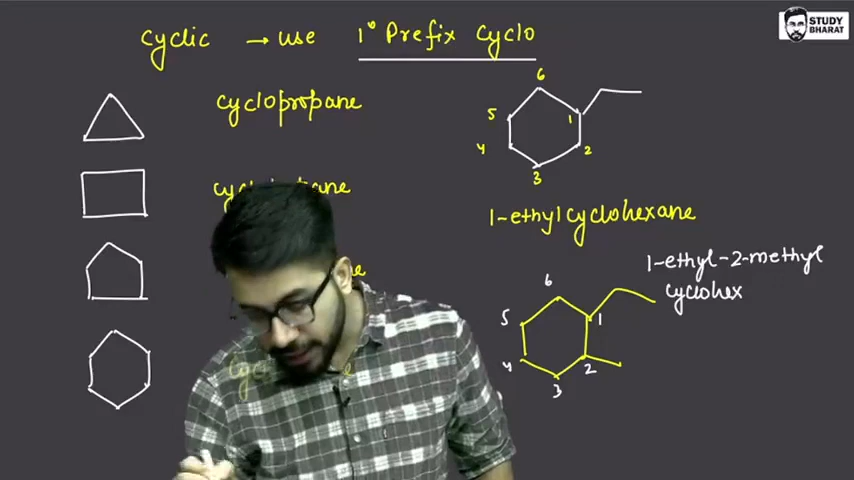 cyclic → use 1° Prefix cyclo
STUDY
BHARAT
cyclopropane
6
5
1
4
2
3
1-ethylcyclohexane
1-ethyl-2-methyl
cyclohex
6
5
1
4
2
3